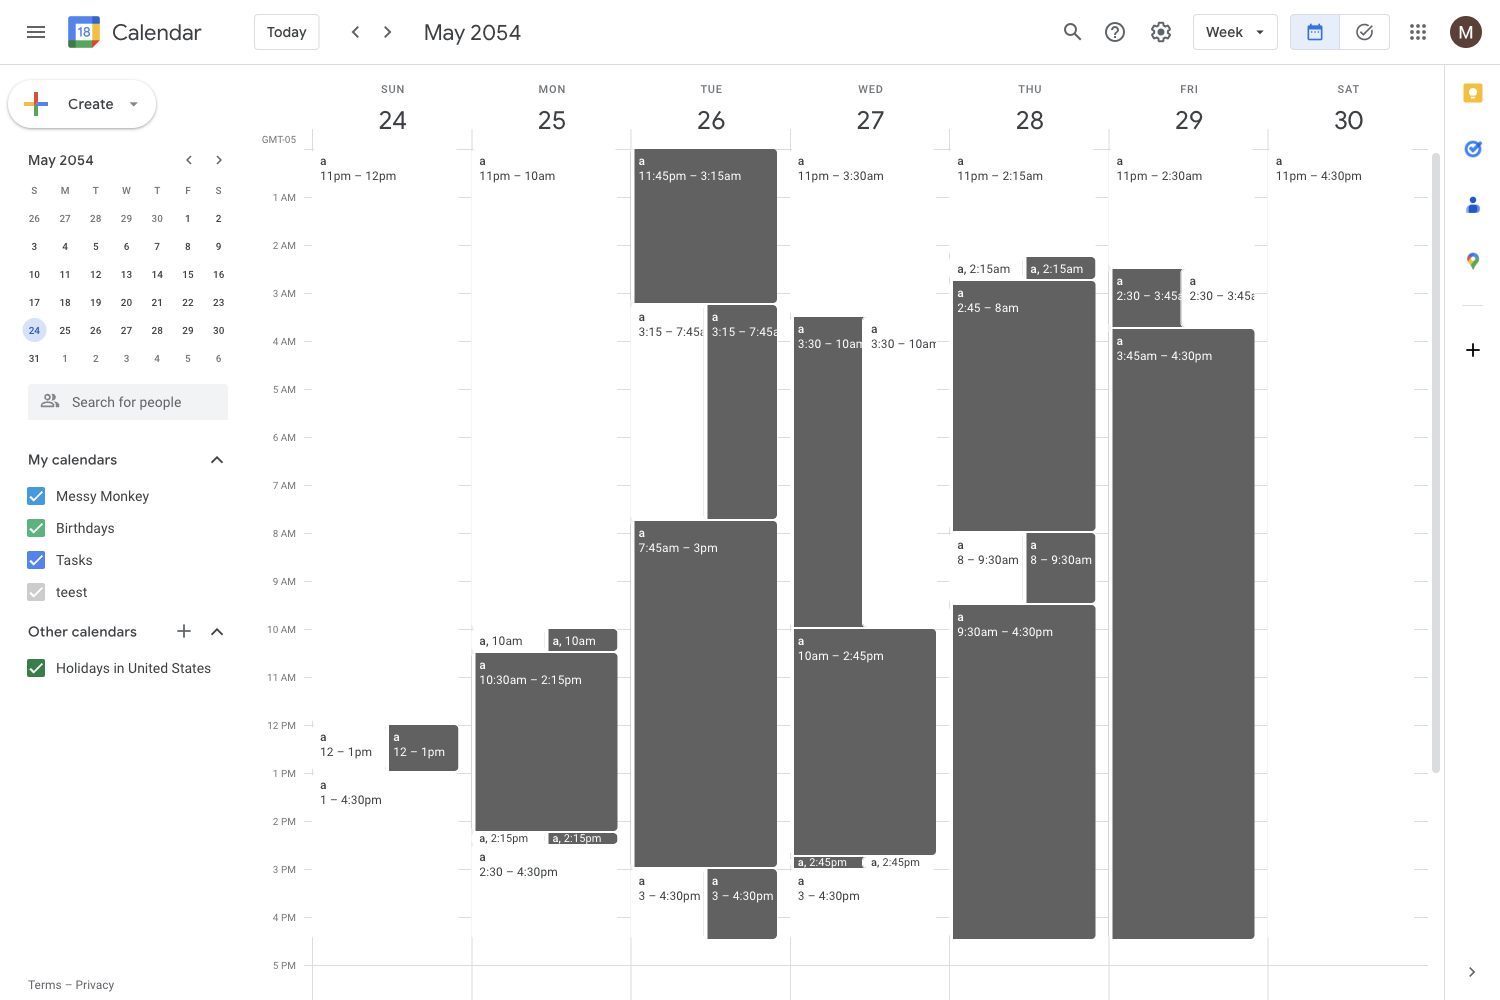 18
Calendar
Today
May 2054
Week
M
Create
SUN
MON
TUE
WED
THU
FRI
SAT
24
25
26
27
28
29
30
GMT-05
May 2054
S M T W T F S
26 27 28 29 30 1 2
3 4 5 6 7 8 9
10 11 12 13 14 15 16
17 18 19 20 21 22 23
24 25 26 27 28 29 30
31 1 2 3 4 5 6
Search for people
My calendars
Messy Monkey
Birthdays
Tasks
teest
Other calendars
Holidays in United States
Terms – Privacy
1 AM
2 AM
3 AM
4 AM
5 AM
6 AM
7 AM
8 AM
9 AM
10 AM
11 AM
12 PM
1 PM
2 PM
3 PM
4 PM
5 PM
a
11pm – 12pm
a
12 – 1pm
a
12 – 1pm
a
1 – 4:30pm
a
11pm – 10am
a, 10am
a, 10am
a
10:30am – 2:15pm
a, 2:15pm
a, 2:15pm
a
2:30 – 4:30pm
a
11:45pm – 3:15am
a
3:15 – 7:45a
a
3:15 – 7:45a
a
7:45am – 3pm
a
3 – 4:30pm
a
3 – 4:30pm
a
11pm – 3:30am
a
3:30 – 10am
a
3:30 – 10am
a
10am – 2:45pm
a, 2:45pm
a, 2:45pm
a
3 – 4:30pm
a
11pm – 2:15am
a, 2:15am
a, 2:15am
a
2:45 – 8am
a
8 – 9:30am
a
8 – 9:30am
a
9:30am – 4:30pm
a
11pm – 2:30am
a
2:30 – 3:45a
a
2:30 – 3:45a
a
3:45am – 4:30pm
a
11pm – 4:30pm